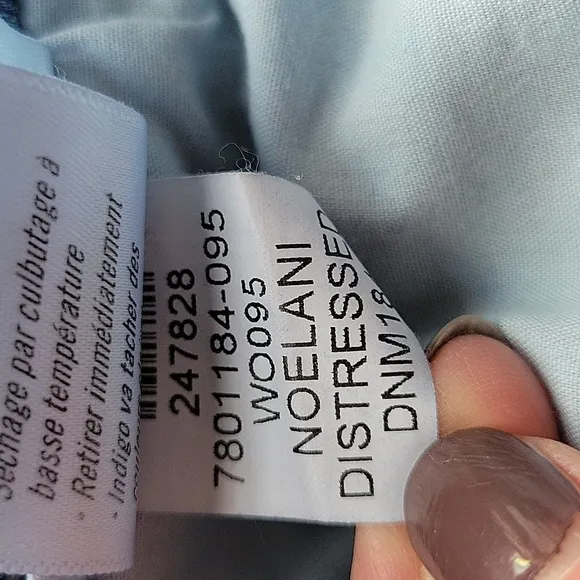 Séchage par culbutage à
basse température
- Retirer immédiatement
- Indigo va tacher des
247828
7801184-095
WO095
NOELANI
DISTRESSED
DNM18